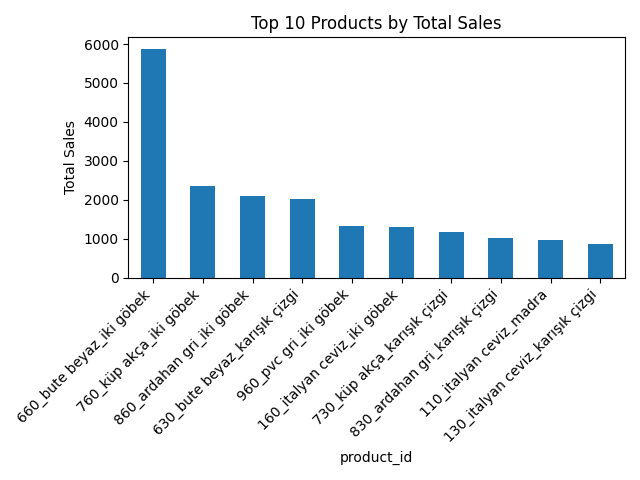 Top 10 Products by Total Sales
Total Sales
6000
5000
4000
3000
2000
1000
0
660_bute beyaz_iki göbek
760_küp akça_iki göbek
860_ardahan gri_iki göbek
630_bute beyaz_karışık çizgi
960_pvc gri_iki göbek
160_italyan ceviz_iki göbek
730_küp akça_karışık çizgi
830_ardahan gri_karışık çizgi
110_italyan ceviz_madra
130_italyan ceviz_karışık çizgi
product_id